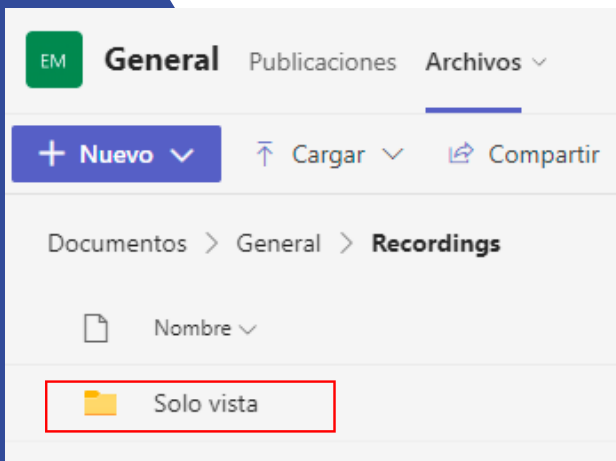 EM General Publicaciones Archivos
Nuevo Cargar Compartir
Documentos > General > Recordings
Nombre
Solo vista